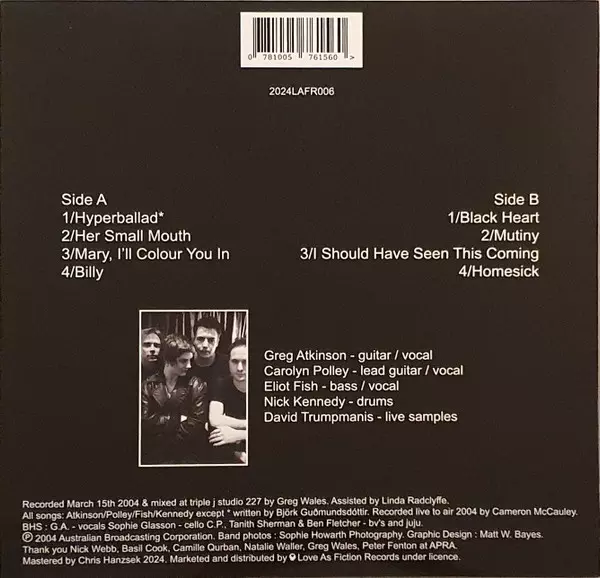 0 781005 761560 >
2024LAFR006
Side A
1/Hyperballad*
2/Her Small Mouth
3/Mary, I'll Colour You In
4/Billy
Side B
1/Black Heart
2/Mutiny
3/I Should Have Seen This Coming
4/Homesick
Greg Atkinson - guitar / vocal
Carolyn Polley - lead guitar / vocal
Eliot Fish - bass / vocal
Nick Kennedy - drums
David Trumpmanis - live samples
Recorded March 15th 2004 & mixed at triple j studio 227 by Greg Wales. Assisted by Linda Radclyffe.
All songs: Atkinson/Polley/Fish/Kennedy except * written by Björk Guðmundsdóttir. Recorded live to air 2004 by Cameron McCauley.
BHS : G.A. - vocals Sophie Glasson - cello C.P., Tanith Sherman & Ben Fletcher - bv's and juju.
℗ 2004 Australian Broadcasting Corporation. Band photos : Sophie Howarth Photography. Graphic Design : Matt W. Bayes.
Thank you Nick Webb, Basil Cook, Camille Qurban, Natalie Waller, Greg Wales, Peter Fenton at APRA.
Mastered by Chris Hanzsek 2024. Marketed and distributed by Love As Fiction Records under licence.